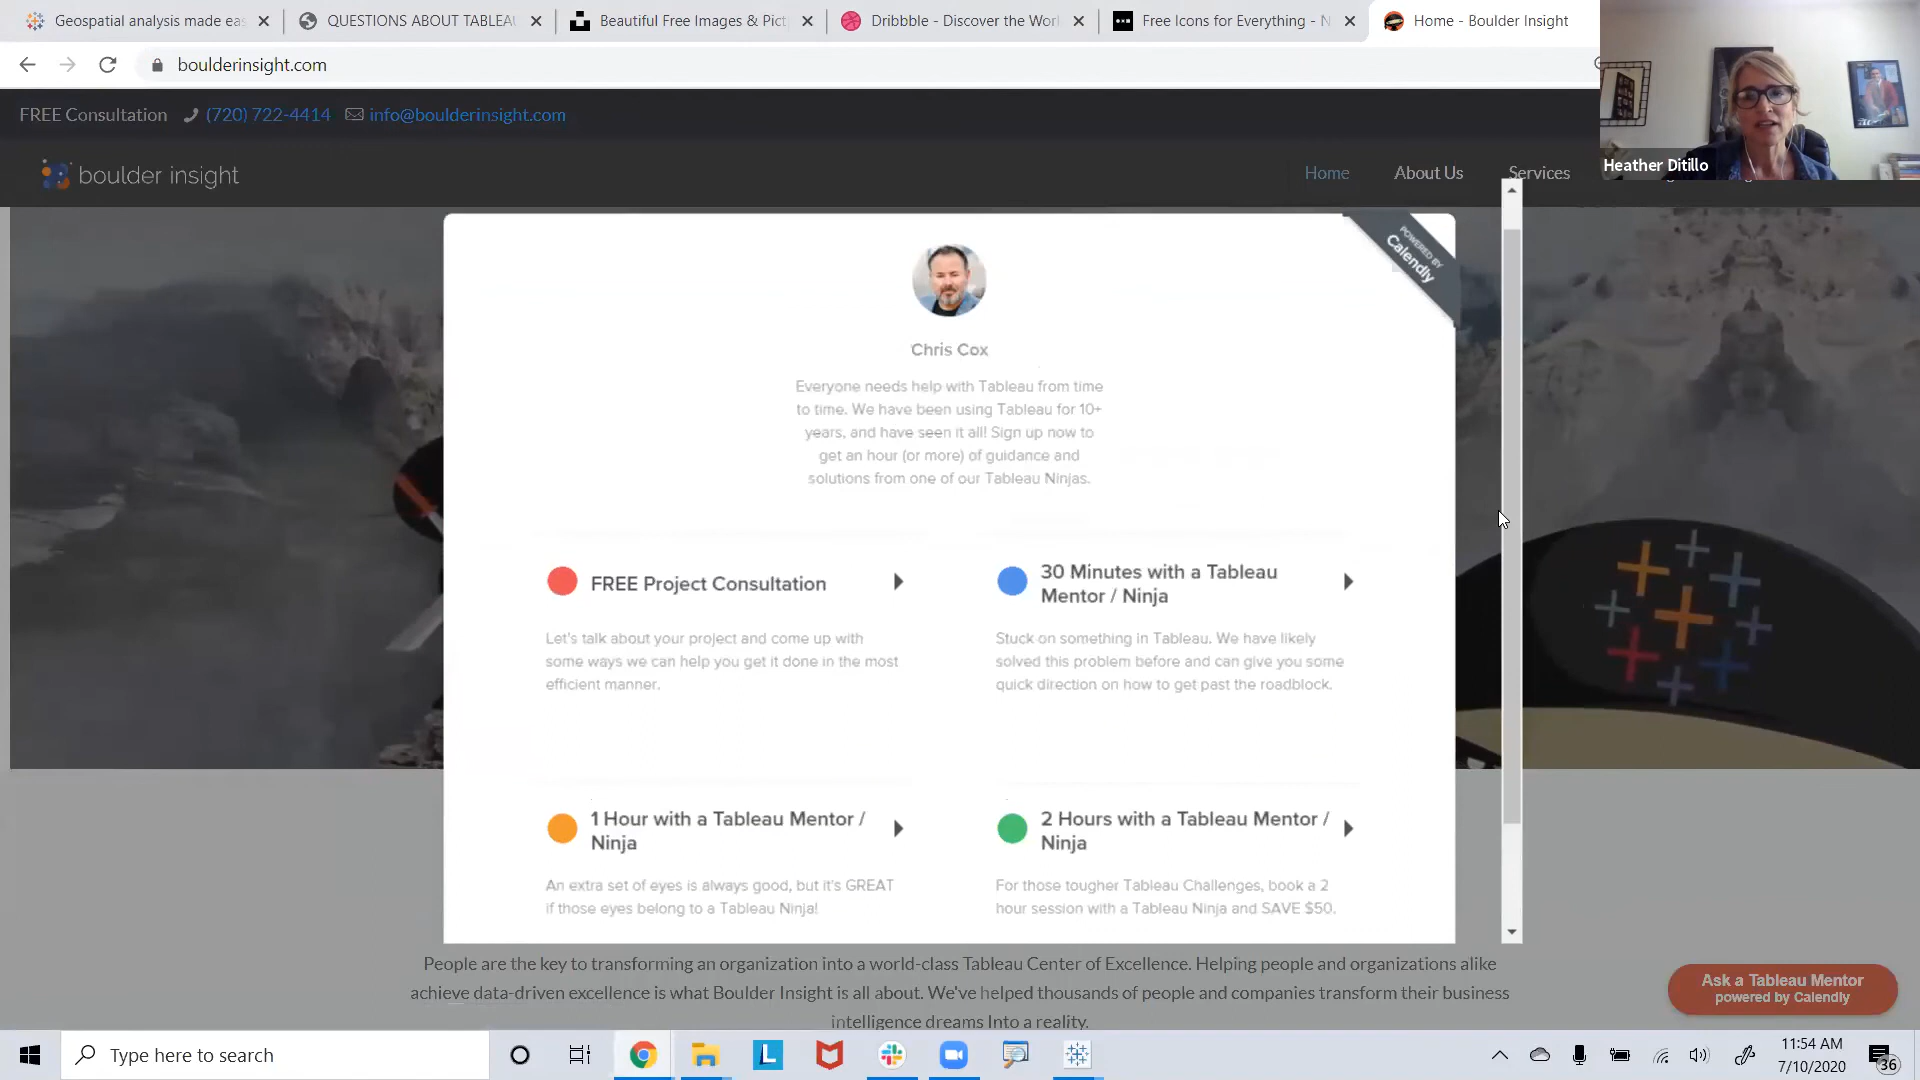 Geospatial analysis made eas
QUESTIONS ABOUT TABLEAU
Beautiful Free Images & Pict
Dribbble - Discover the Worl
Free Icons for Everything - N
Home - Boulder Insight
boulderinsight.com
FREE Consultation (720) 722-4414 info@boulderinsight.com
boulder insight
Home About Us Services
Heather Ditillo
POWERED BY
Calendly
Chris Cox
Everyone needs help with Tableau from time
to time. We have been using Tableau for 10+
years, and have seen it all! Sign up now to
get an hour (or more) of guidance and
solutions from one of our Tableau Ninjas.
FREE Project Consultation
Let's talk about your project and come up with
some ways we can help you get it done in the most
efficient manner.
30 Minutes with a Tableau
Mentor / Ninja
Stuck on something in Tableau. We have likely
solved this problem before and can give you some
quick direction on how to get past the roadblock.
1 Hour with a Tableau Mentor /
Ninja
An extra set of eyes is always good, but it's GREAT
if those eyes belong to a Tableau Ninja!
2 Hours with a Tableau Mentor /
Ninja
For those tougher Tableau Challenges, book a 2
hour session with a Tableau Ninja and SAVE $50.
People are the key to transforming an organization into a world-class Tableau Center of Excellence. Helping people and organizations alike
achieve data-driven excellence is what Boulder Insight is all about. We've helped thousands of people and companies transform their business
intelligence dreams Into a reality.
Ask a Tableau Mentor
powered by Calendly
Type here to search
L
11:54 AM
7/10/2020
36